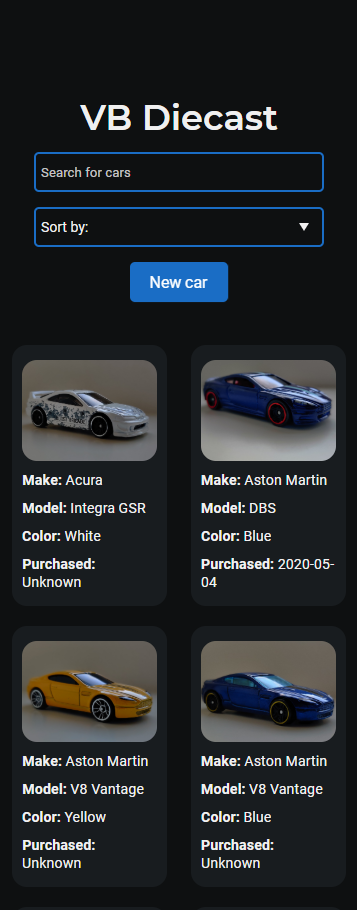 VB Diecast
Search for cars
Sort by:
New car
Make: Acura
Model: Integra GSR
Color: White
Purchased:
Unknown
Make: Aston Martin
Model: DBS
Color: Blue
Purchased: 2020-05-
04
Make: Aston Martin
Model: V8 Vantage
Color: Yellow
Purchased:
Unknown
Make: Aston Martin
Model: V8 Vantage
Color: Blue
Purchased:
Unknown